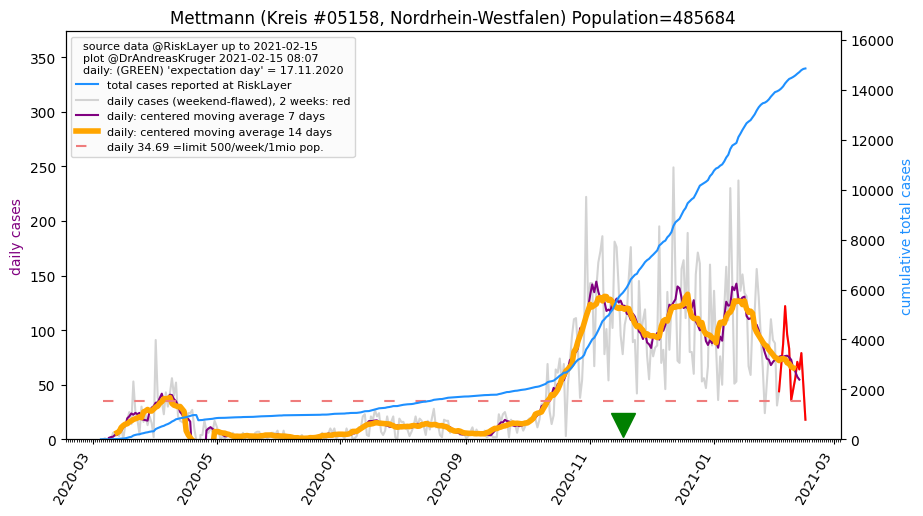 Mettmann (Kreis #05158, Nordrhein-Westfalen) Population=485684
source data @RiskLayer up to 2021-02-15
plot @DrAndreasKruger 2021-02-15 08:07
daily: (GREEN) 'expectation day' = 17.11.2020
total cases reported at RiskLayer
daily cases (weekend-flawed), 2 weeks: red
daily: centered moving average 7 days
daily: centered moving average 14 days
daily 34.69 =limit 500/week/1mio pop.
daily cases
350
300
250
200
150
100
50
0
16000
14000
12000
10000
8000
6000
4000
2000
0
cumulative total cases
2020-03
2020-05
2020-07
2020-09
2020-11
2021-01
2021-03